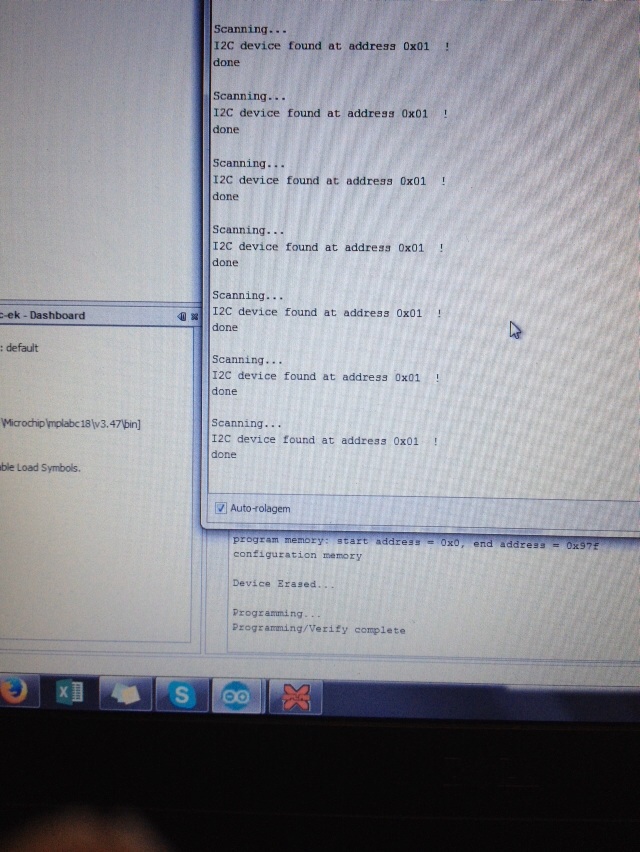 Scanning...
I2C device found at address 0x01  !
done
Scanning...
I2C device found at address 0x01  !
done
Scanning...
I2C device found at address 0x01  !
done
Scanning...
I2C device found at address 0x01  !
done
Scanning...
I2C device found at address 0x01  !
done
Scanning...
I2C device found at address 0x01  !
done
Scanning...
I2C device found at address 0x01  !
done
Auto-rolagem
c-ek - Dashboard
: default
\Microchip\mplabc18\v3.47\bin]
ble Load Symbols.
program memory: start address = 0x0, end address = 0x97f
configuration memory
Device Erased...
Programming...
Programming/Verify complete